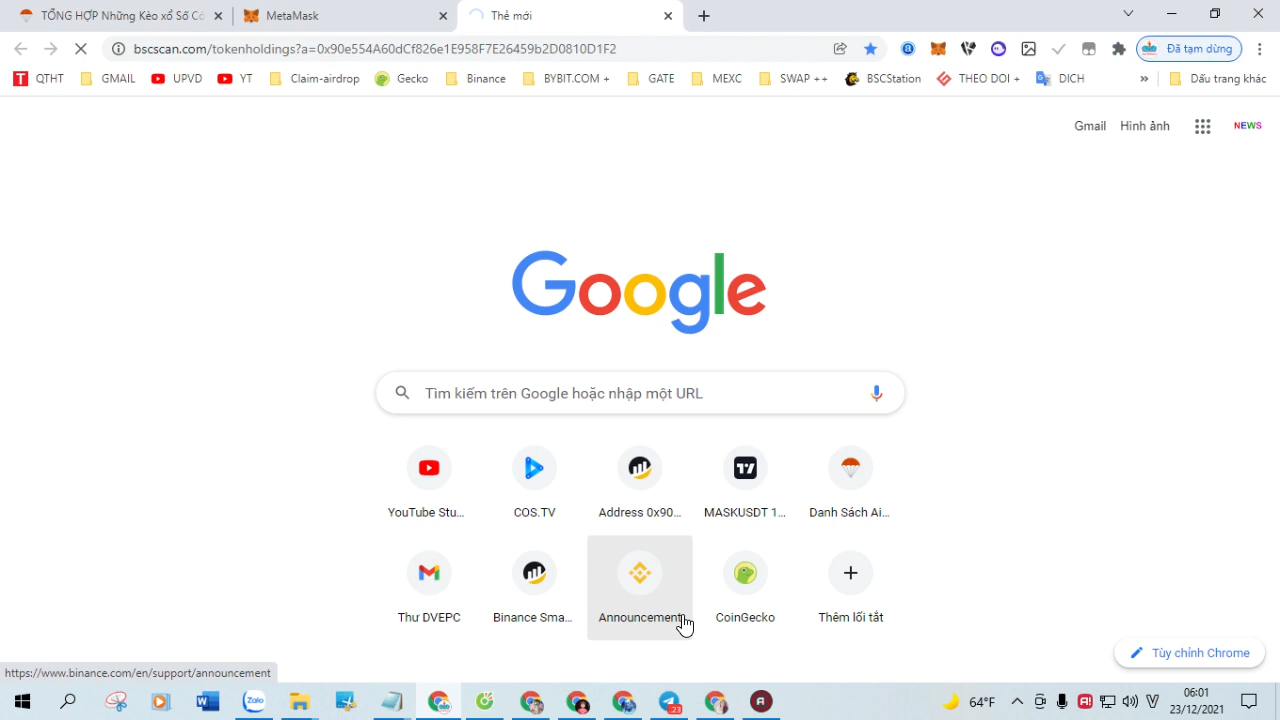 TỔNG HỢP Những Kèo xổ Số Cơ
MetaMask
Thẻ mới
bscscan.com/tokenholdings?a=0x90e554A60dCf826e1E958F7E26459b2D0810D1F2
Đã tạm dừng
QTHT
GMAIL
UPVD
YT
Claim-airdrop
Gecko
Binance
BYBIT.COM +
GATE
MEXC
SWAP ++
BSCStation
THEO DOI +
DICH
»
Dấu trang khác
Gmail
Hình ảnh
NEWS
Google
Tìm kiếm trên Google hoặc nhập một URL
YouTube Stu...
COS.TV
Address 0x90...
MASKUSDT 1...
Danh Sách Ai...
Thư DVEPC
Binance Sma...
Announcement
CoinGecko
Thêm lối tắt
Tùy chỉnh Chrome
https://www.binance.com/en/support/announcement
Zalo
23
64°F
06:01
23/12/2021